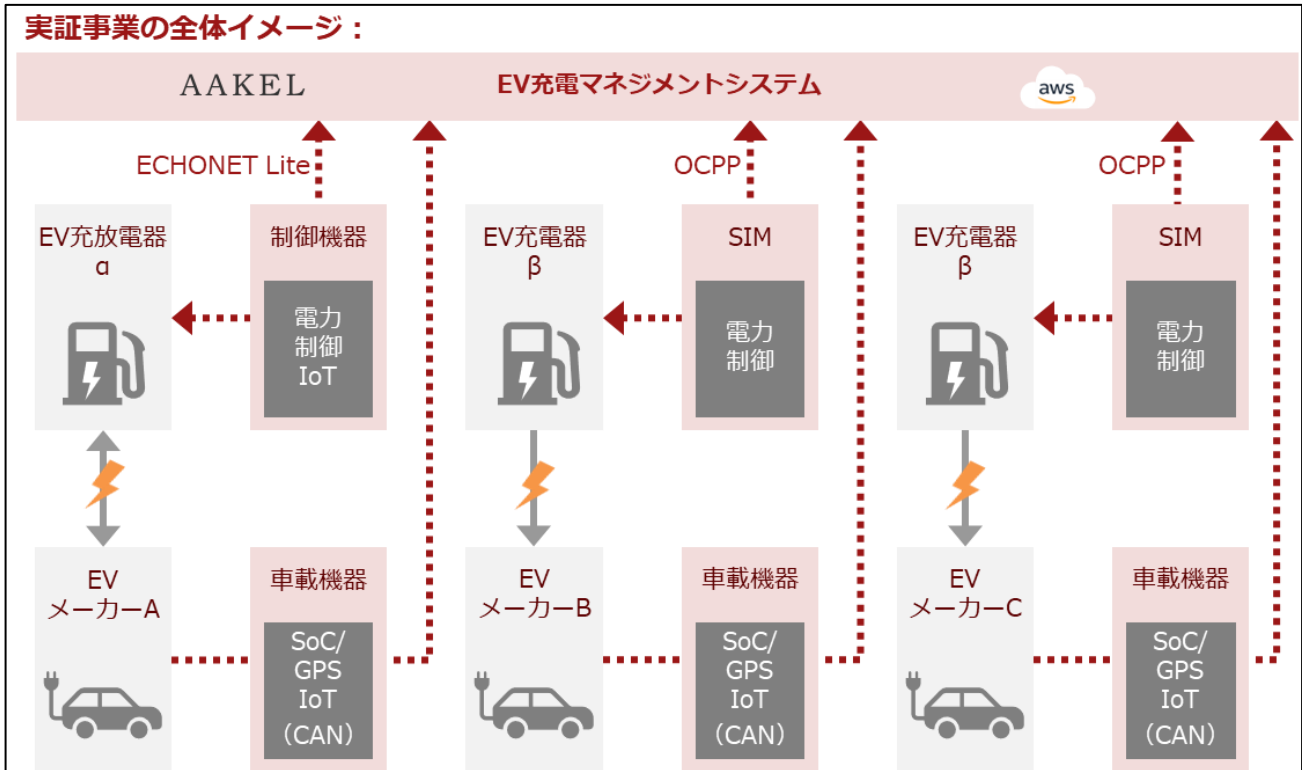 実証事業の全体イメージ：
AAKEL
EV充電マネジメントシステム
aws
ECHONET Lite
OCPP
OCPP
EV充放電器
α
制御機器
電力
制御
IoT
EV充電器
β
SIM
電力
制御
EV充電器
β
SIM
電力
制御
EV
メーカーA
車載機器
SoC/
GPS
IoT
（CAN）
EV
メーカーB
車載機器
SoC/
GPS
IoT
（CAN）
EV
メーカーC
車載機器
SoC/
GPS
IoT
（CAN）